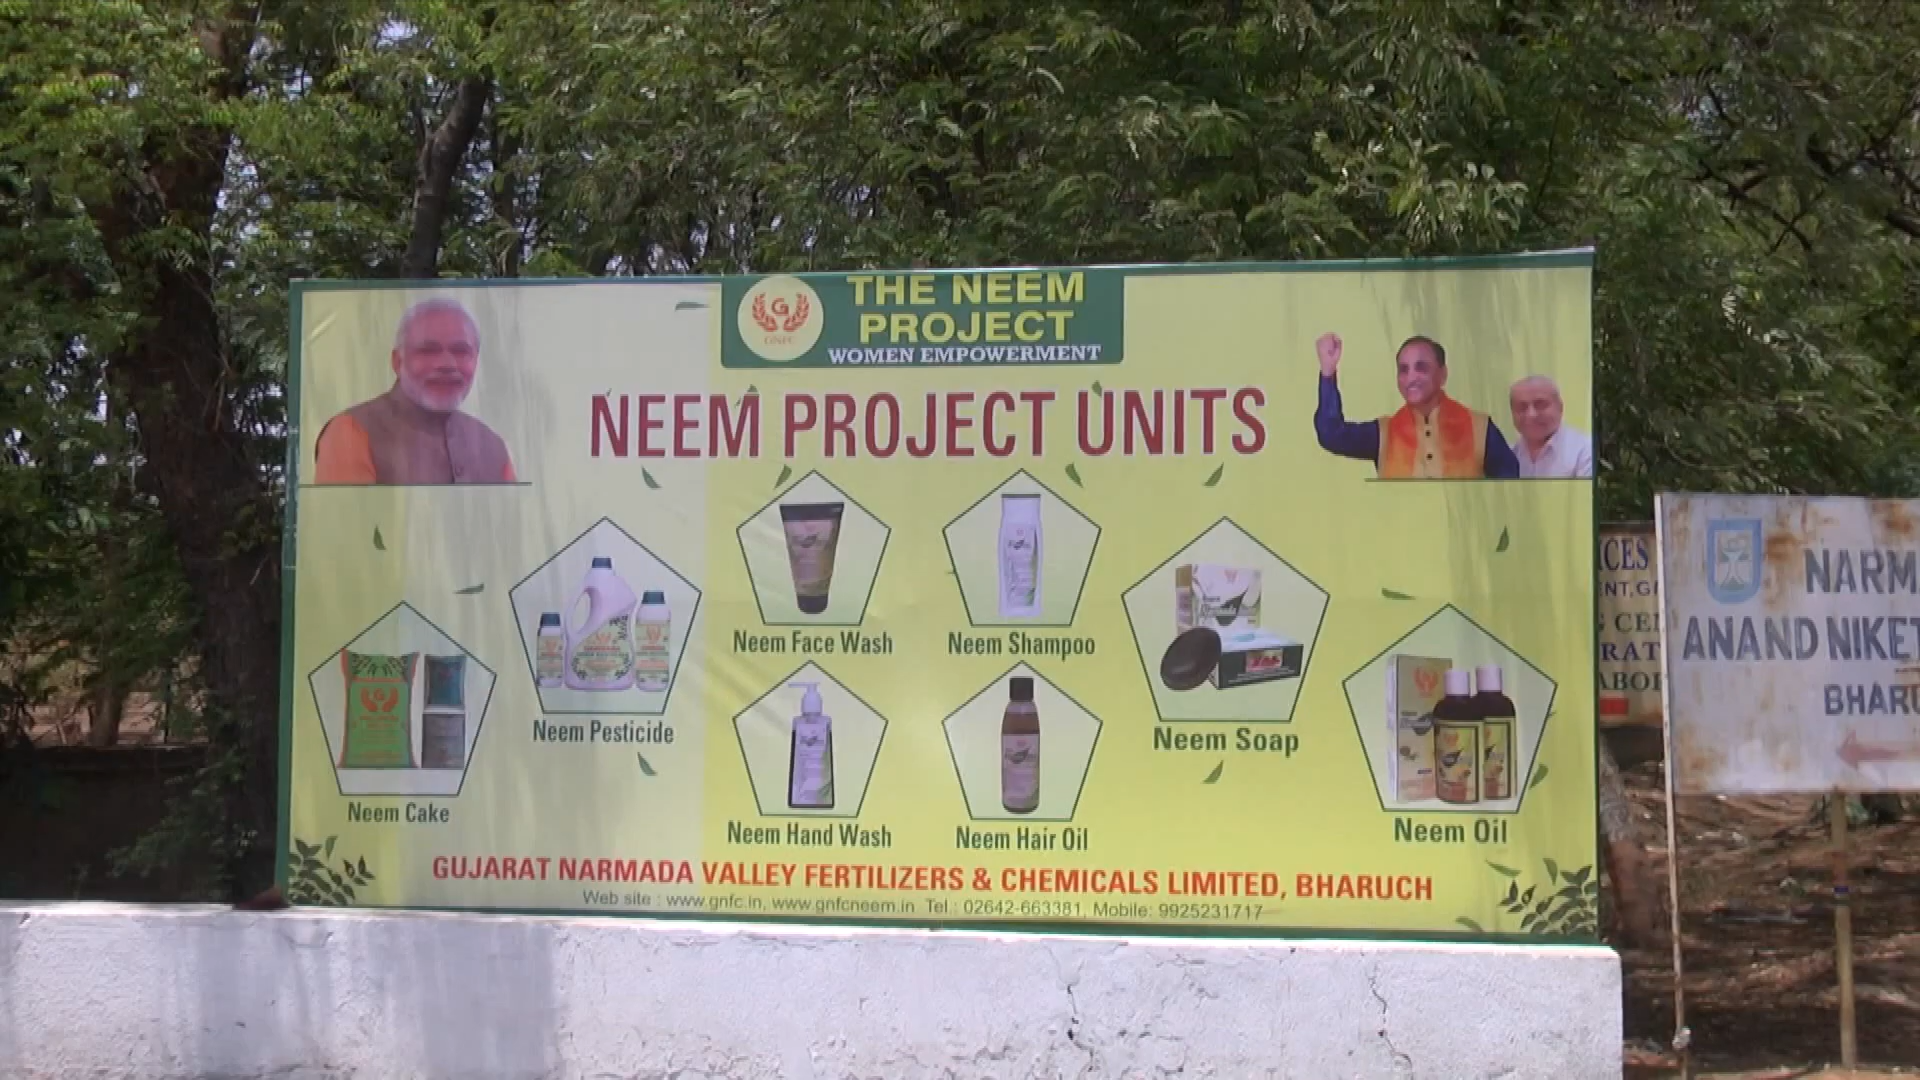 THE NEEM
PROJECT
WOMEN EMPOWERMENT
G
GNFC
NEEM PROJECT UNITS
Neem Face Wash
Neem Shampoo
Neem Pesticide
Neem Soap
Neem Cake
Neem Hand Wash
Neem Hair Oil
Neem Oil
GUJARAT NARMADA VALLEY FERTILIZERS & CHEMICALS LIMITED, BHARUCH
Web site : www.gnfc.in, www.gnfcneem.in Tel : 02642-663381, Mobile: 9925231717
NARM
ANAND NIKET
BHARU